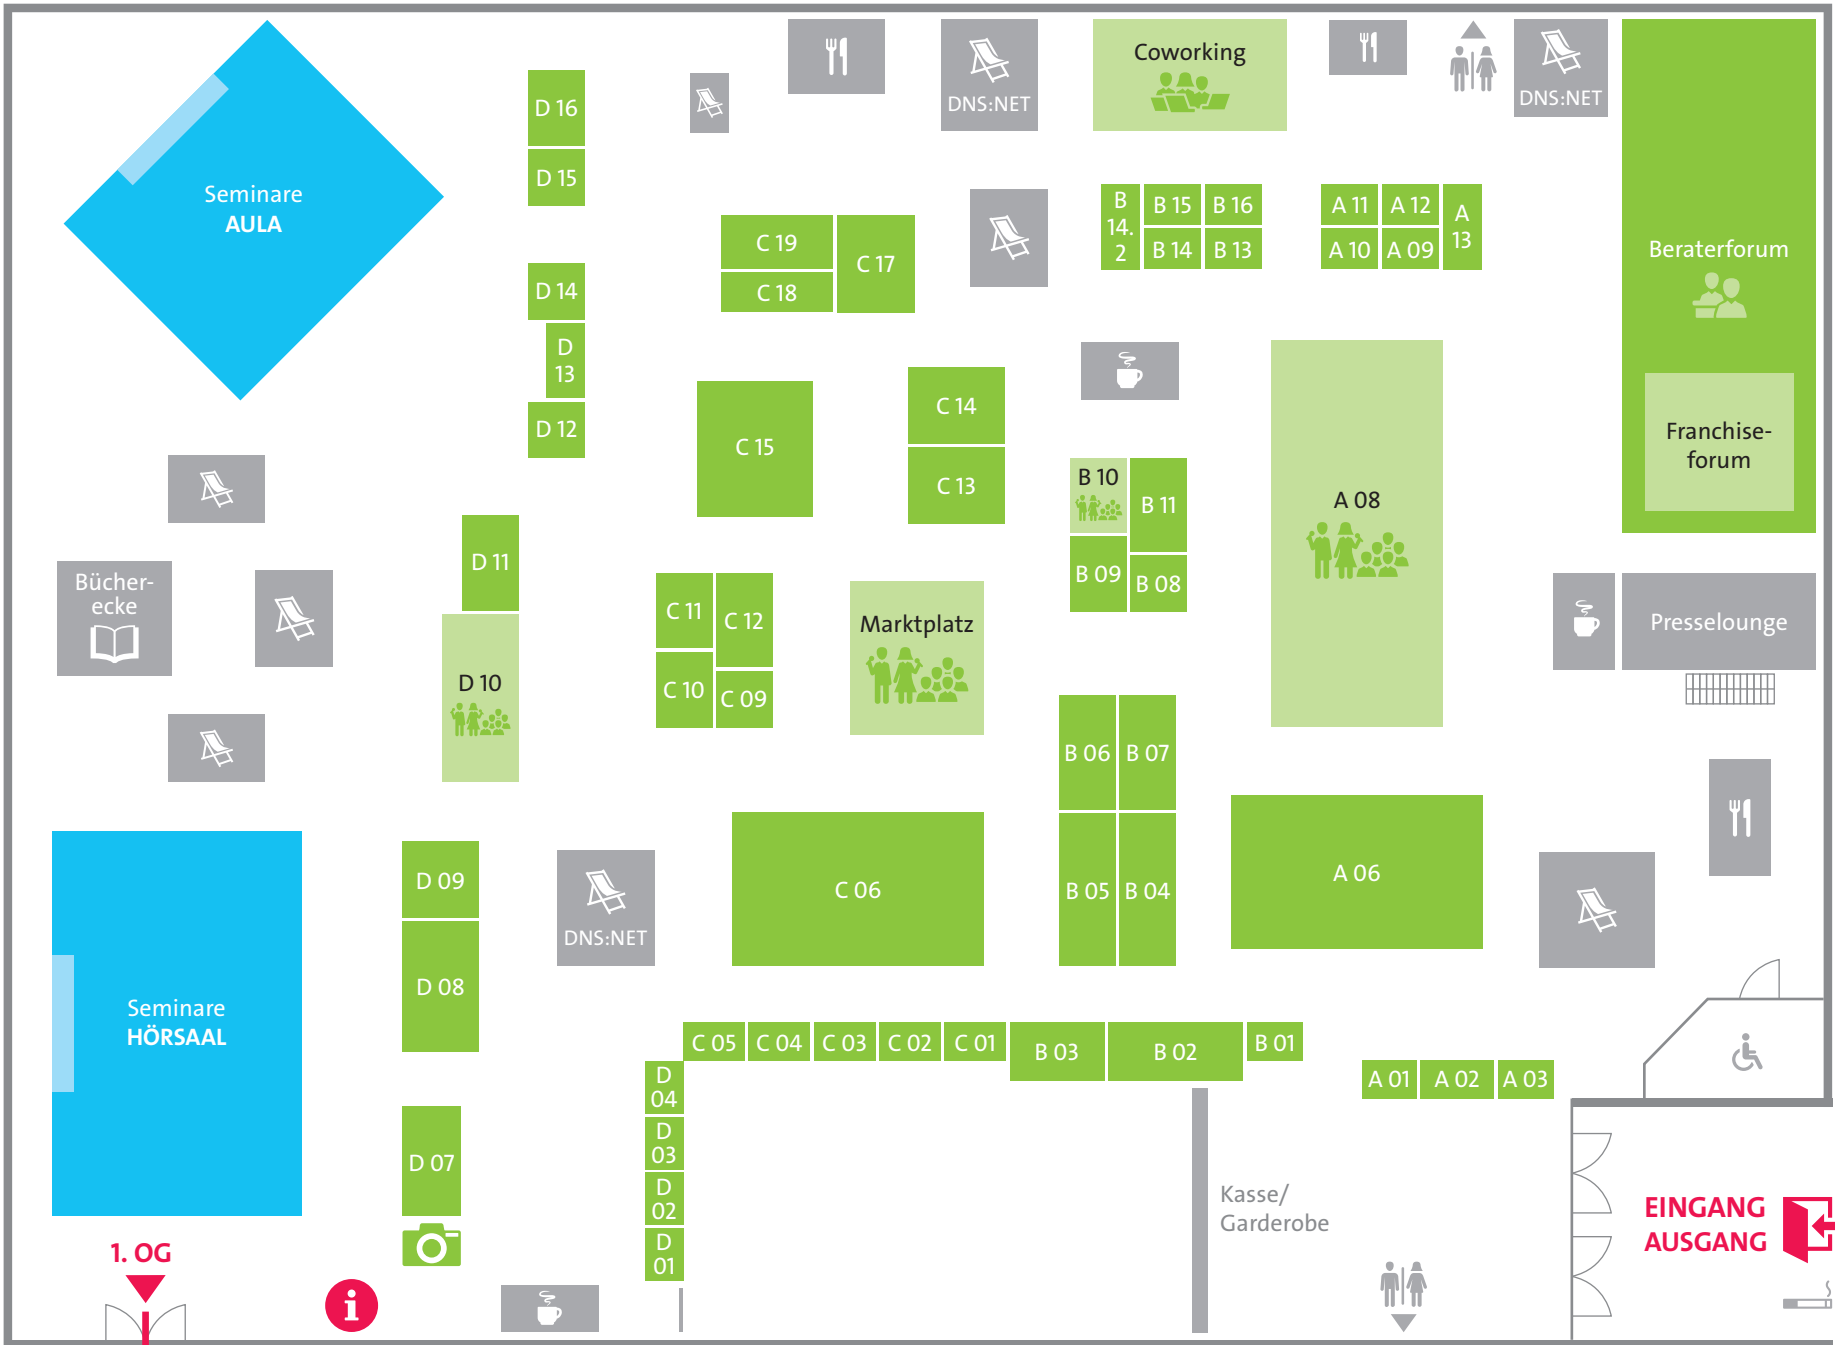 Coworking
DNS:NET
DNS:NET
D 16
D 15
Seminare
AULA
B
14.
2
B 15
B 16
B 14
B 13
A 11
A 12
A 10
A 09
A
13
C 19
C 18
C 17
Beraterforum
D 14
D
13
D 12
C 15
C 14
C 13
Franchise-
forum
B 10
B 11
B 09
B 08
A 08
D 11
Bücher-
ecke
C 11
C 12
C 10
C 09
Marktplatz
Presselounge
D 10
B 06
B 07
B 05
B 04
A 06
C 06
D 09
D 08
DNS:NET
Seminare
HÖRSAAL
C 05
C 04
C 03
C 02
C 01
B 03
B 02
B 01
A 01
A 02
A 03
D
04
D
03
D
02
D
01
D 07
Kasse/
Garderobe
EINGANG
AUSGANG
1. OG
i